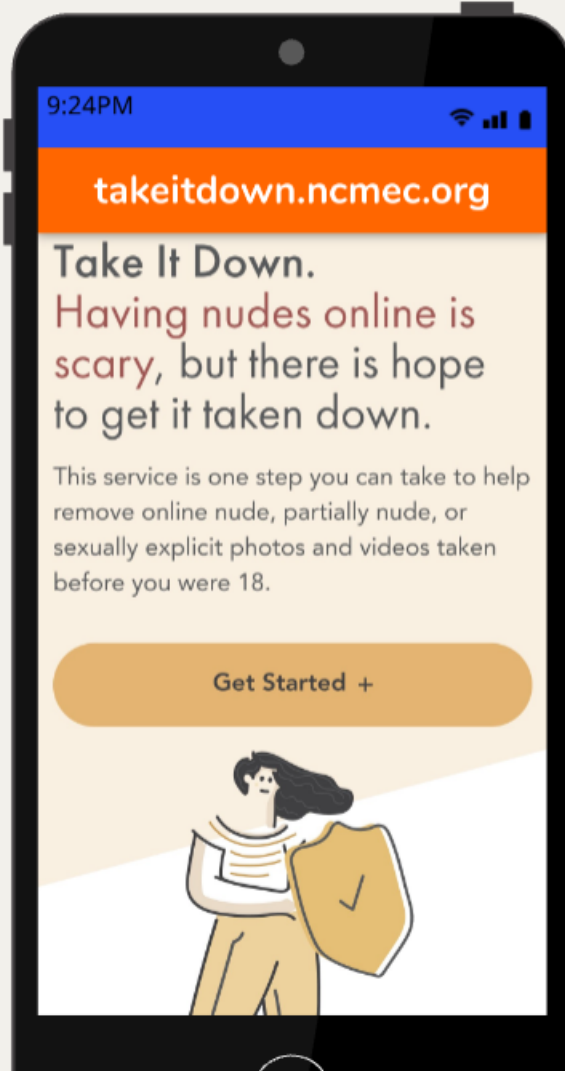 9:24PM
takeitdown.ncmec.org
Take It Down.
Having nudes online is
scary, but there is hope
to get it taken down.
This service is one step you can take to help
remove online nude, partially nude, or
sexually explicit photos and videos taken
before you were 18.
Get Started +